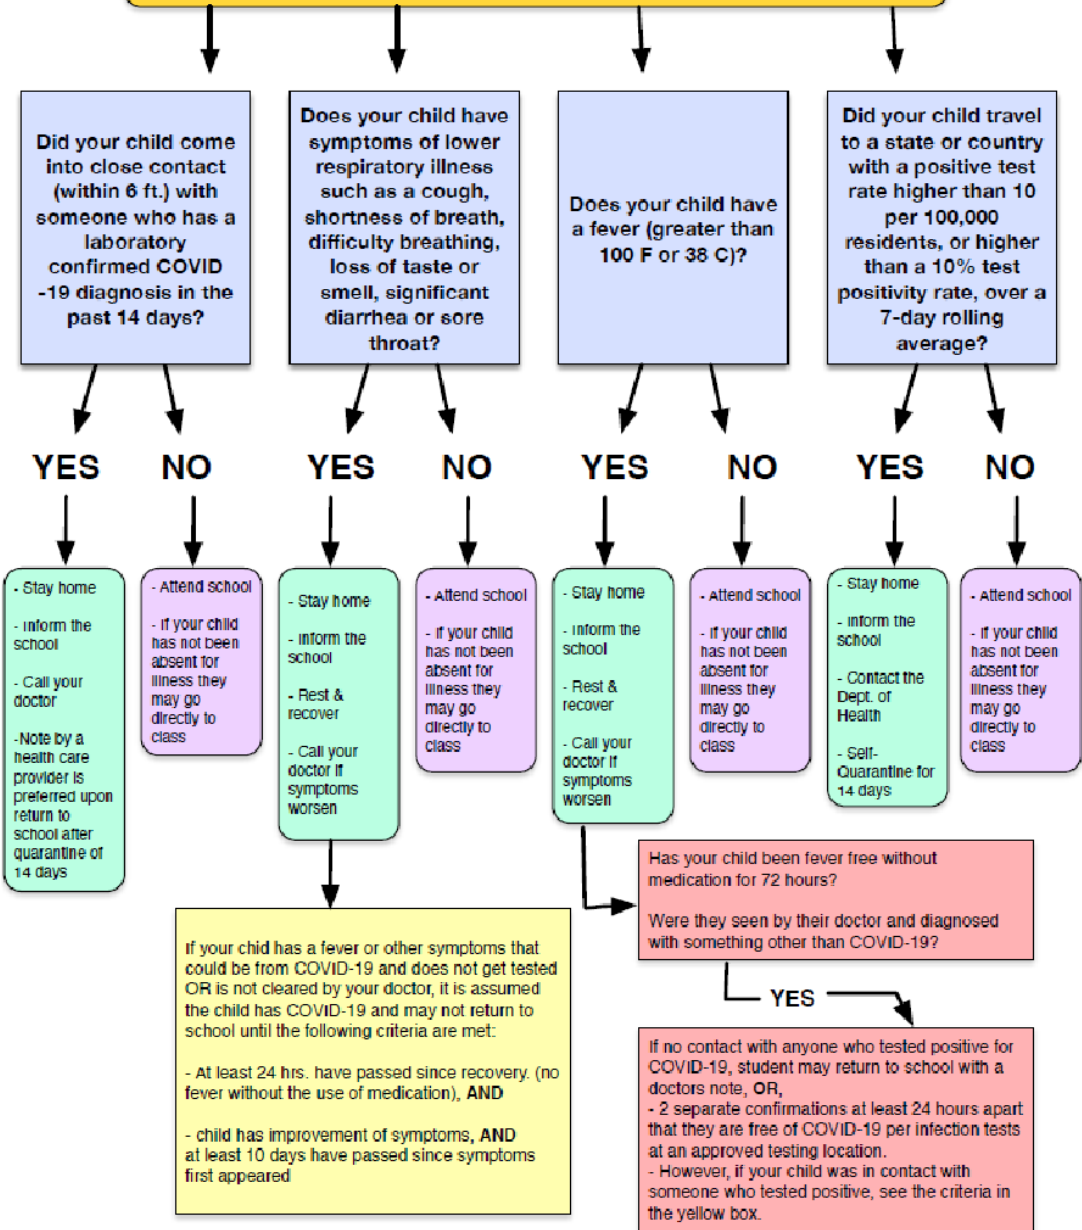 Did your child come
into close contact
(within 6 ft.) with
someone who has a
laboratory
confirmed COVID
-19 diagnosis in the
past 14 days?
Does your child have
symptoms of lower
respiratory illness
such as a cough,
shortness of breath,
difficulty breathing,
loss of taste or
smell, significant
diarrhea or sore
throat?
Does your child have
a fever (greater than
100 F or 38 C)?
Did your child travel
to a state or country
with a positive test
rate higher than 10
per 100,000
residents, or higher
than a 10% test
positivity rate, over a
7-day rolling
average?
YES
NO
YES
NO
YES
NO
YES
NO
- Stay home
- Inform the
school
- Call your
doctor
-Note by a
health care
provider is
preferred upon
return to
school after
quarantine of
14 days
- Attend school
- If your child
has not been
absent for
illness they
may go
directly to
class
- Stay home
- Inform the
school
- Rest &
recover
- Call your
doctor if
symptoms
worsen
- Attend school
- If your child
has not been
absent for
illness they
may go
directly to
class
- Stay home
- Inform the
school
- Rest &
recover
- Call your
doctor if
symptoms
worsen
- Attend school
- If your child
has not been
absent for
illness they
may go
directly to
class
- Stay home
- Inform the
school
- Contact the
Dept. of
Health
- Self-
Quarantine for
14 days
- Attend school
- If your child
has not been
absent for
illness they
may go
directly to
class
If your chid has a fever or other symptoms that
could be from COVID-19 and does not get tested
OR is not cleared by your doctor, it is assumed
the child has COVID-19 and may not return to
school until the following criteria are met:
- At least 24 hrs. have passed since recovery. (no
fever without the use of medication), AND
- child has improvement of symptoms, AND
at least 10 days have passed since symptoms
first appeared
Has your child been fever free without
medication for 72 hours?
Were they seen by their doctor and diagnosed
with something other than COVID-19?
YES
If no contact with anyone who tested positive for
COVID-19, student may return to school with a
doctors note, OR,
- 2 separate confirmations at least 24 hours apart
that they are free of COVID-19 per infection tests
at an approved testing location.
- However, if your child was in contact with
someone who tested positive, see the criteria in
the yellow box.